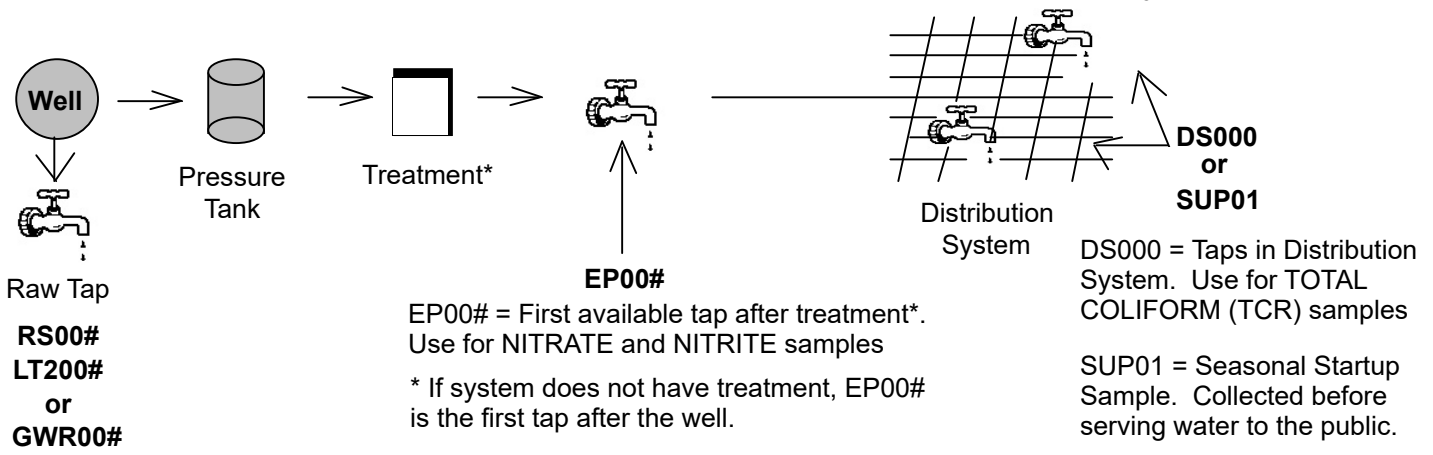 Well
Pressure
Tank
Treatment*
Raw Tap
RS00#
LT200#
or
GWR00#
EP00#
EP00# = First available tap after treatment*.
Use for NITRATE and NITRITE samples
* If system does not have treatment, EP00#
is the first tap after the well.
Distribution
System
DS000
or
SUP01
DS000 = Taps in Distribution
System.  Use for TOTAL
COLIFORM (TCR) samples
SUP01 = Seasonal Startup
Sample.  Collected before
serving water to the public.